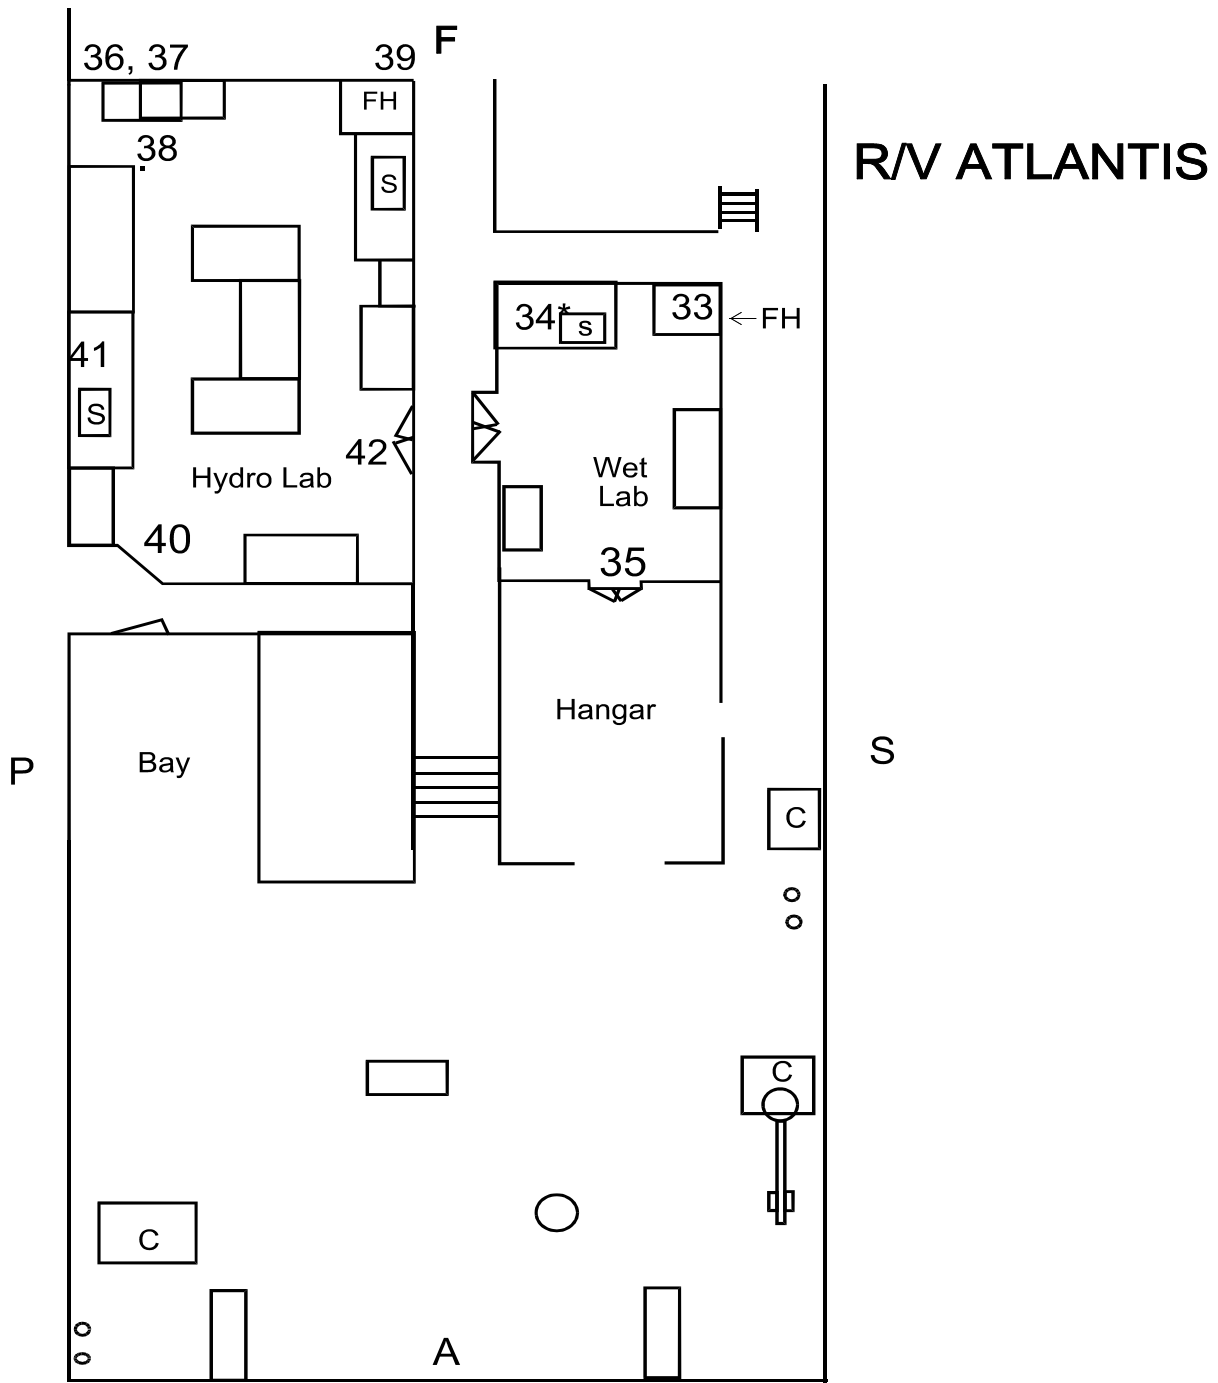 F
36, 37
39
FH
38
R/V ATLANTIS
S
34*
s
33
FH
41
S
42
Wet
Lab
Hydro Lab
40
35
Hangar
P
Bay
S
C
C
C
A